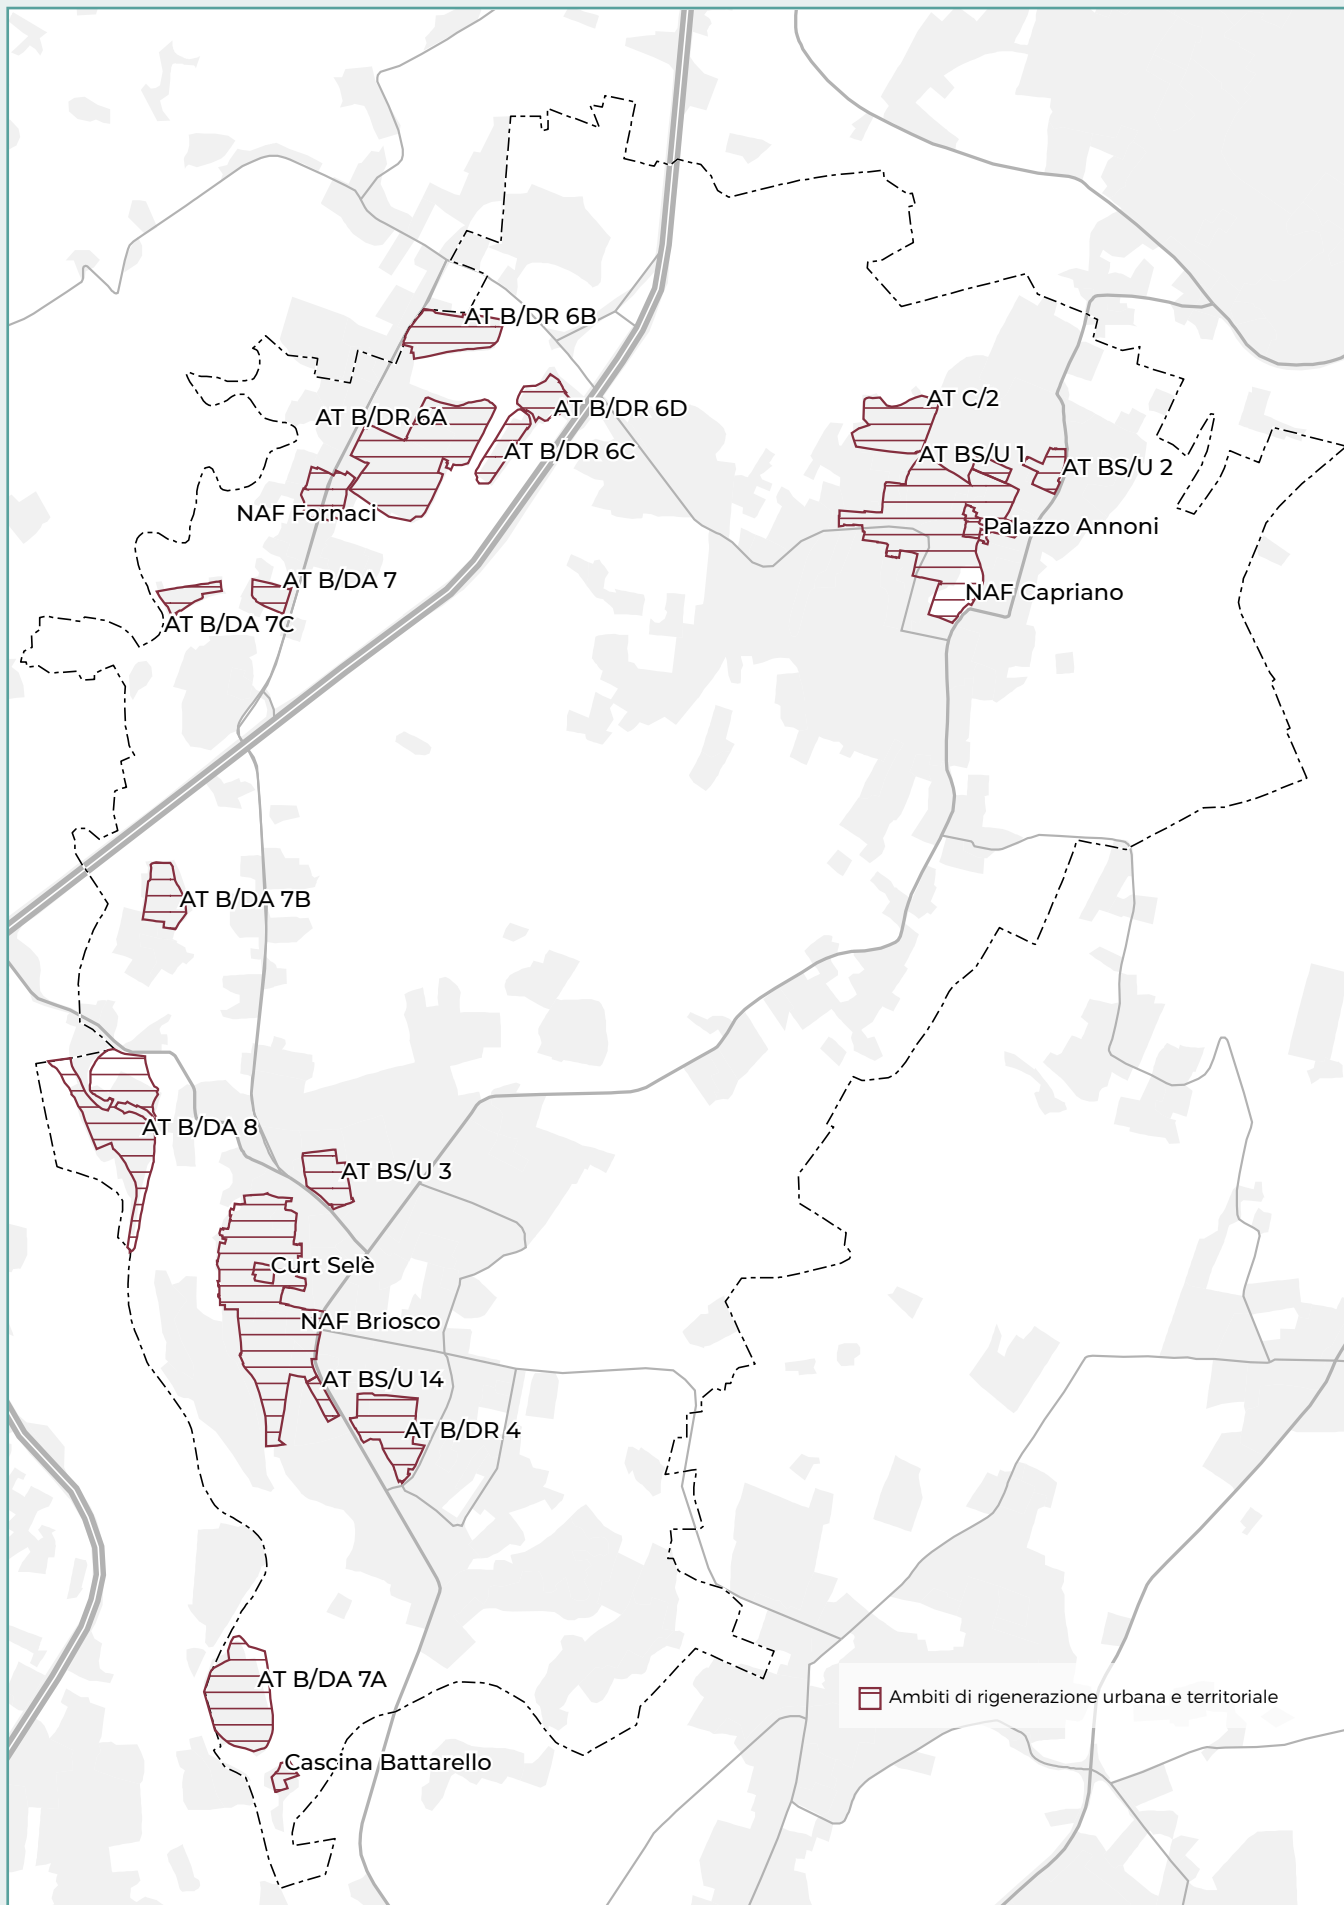 AT B/DR 6B
AT C/2
AT B/DR 6D
AT B/DR 6A
AT B/DR 6C
AT BS/U 1
AT BS/U 2
NAF Fornaci
Palazzo Annoni
AT B/DA 7
NAF Capriano
AT B/DA 7C
AT B/DA 7B
AT B/DA 8
AT BS/U 3
Curt Selè
NAF Briosco
AT BS/U 14
AT B/DR 4
AT B/DA 7A
Ambiti di rigenerazione urbana e territoriale
Cascina Battarello